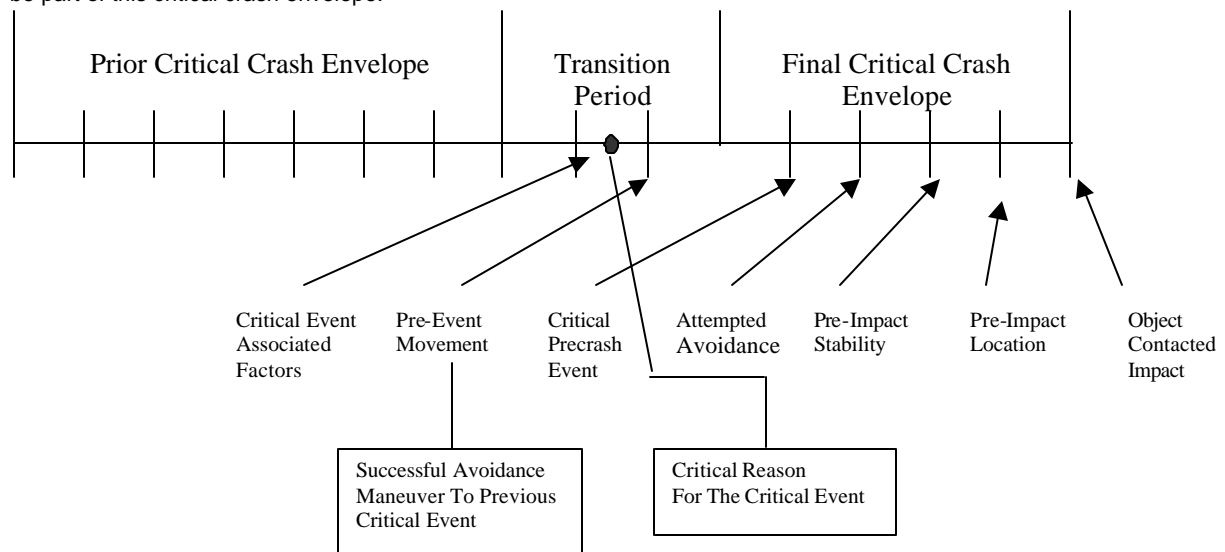 be part of this critical crash envelope.
Prior Critical Crash Envelope
Transition
Period
Final Critical Crash
Envelope
Critical Event
Associated
Factors
Pre-Event
Movement
Critical
Precrash
Event
Attempted
Avoidance
Pre-Impact
Stability
Pre-Impact
Location
Object
Contacted
Impact
Successful Avoidance
Maneuver To Previous
Critical Event
Critical Reason
For The Critical Event